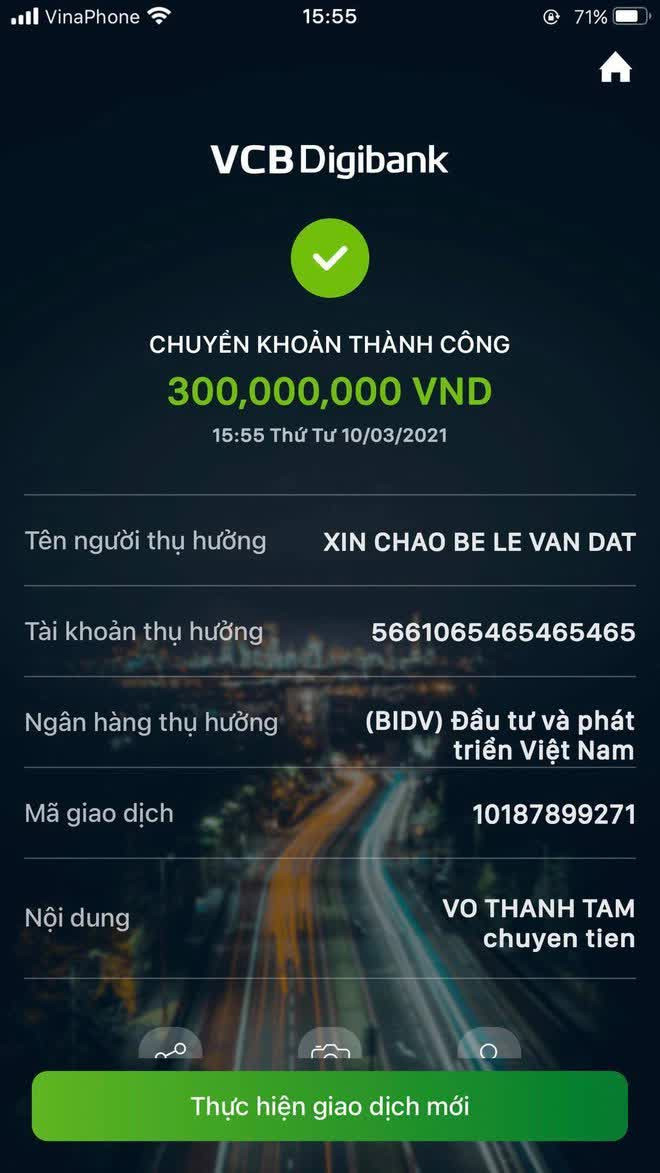 VinaPhone 15:55 71%
VCB Digibank
CHUYỂN KHOẢN THÀNH CÔNG
300,000,000 VND
15:55 Thứ Tư 10/03/2021
Tên người thụ hưởng XIN CHAO BE LE VAN DAT
Tài khoản thụ hưởng 5661065465465465
Ngân hàng thụ hưởng (BIDV) Đầu tư và phát
triển Việt Nam
Mã giao dịch 10187899271
Nội dung VO THANH TAM
chuyen tien
Thực hiện giao dịch mới